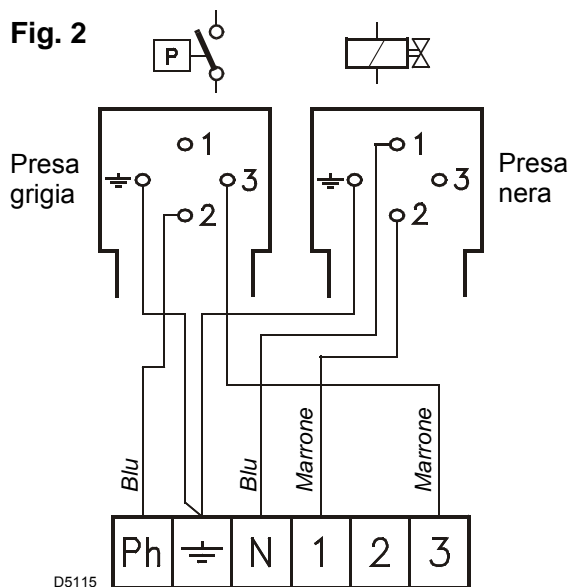 Fig. 2
P
Presa
grigia
1
3
2
1
3
2
Presa
nera
Blu
Blu
Marrone
Marrone
Ph N 1 2 3
D5115